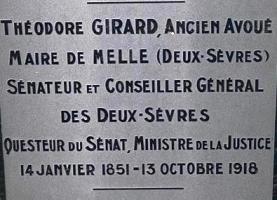 THÉODORE GIRARD, ANCIEN AVOUÉ
MAIRE DE MELLE (DEUX-SÈVRES)
SÉNATEUR ET CONSEILLER GÉNÉRAL
DES DEUX-SÈVRES
QUESTEUR DU SÉNAT, MINISTRE DE LA JUSTICE
14 JANVIER 1851-13 OCTOBRE 1918